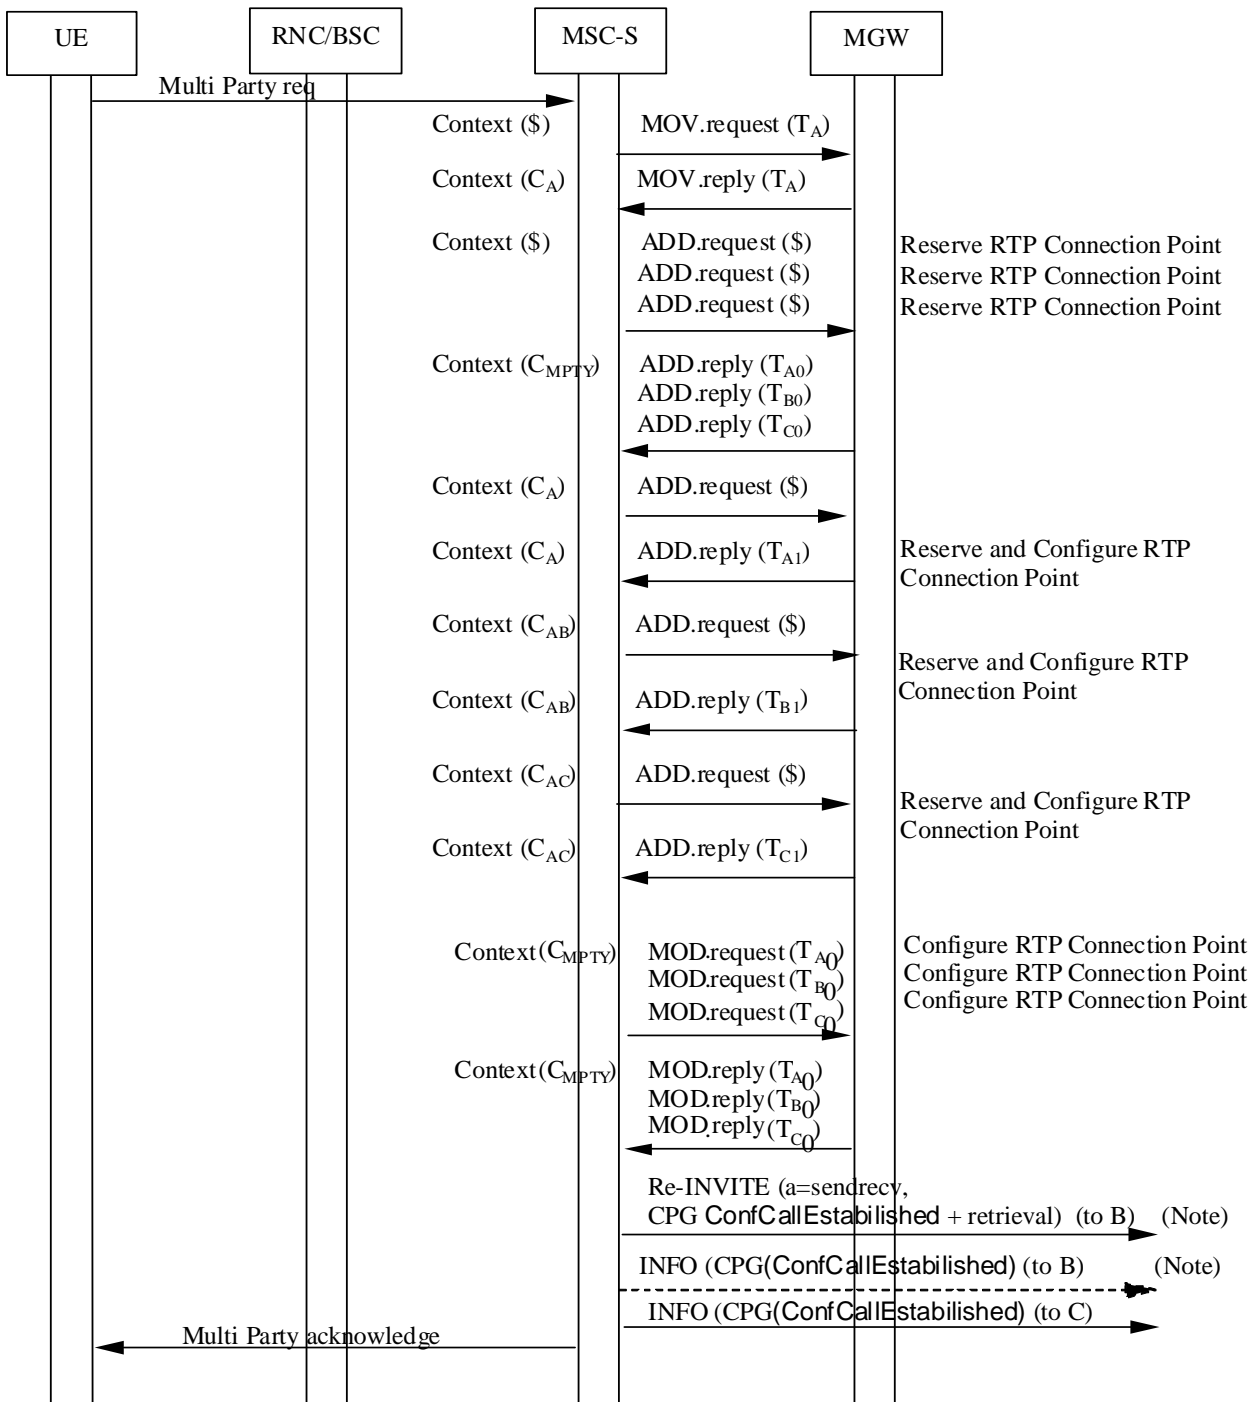 UE
RNC/BSC
MSC-S
MGW
Multi Party req
Context ($)
MOV.request (TA)
Context (CA)
MOV.reply (TA)
Context ($)
ADD.request ($)
Reserve RTP Connection Point
ADD.request ($)
Reserve RTP Connection Point
ADD.request ($)
Reserve RTP Connection Point
Context (CMPTY)
ADD.reply (TA0)
ADD.reply (TB0)
ADD.reply (TC0)
Context (CA)
ADD.request ($)
Context (CA)
ADD.reply (TA1)
Reserve and Configure RTP
Connection Point
Context (CAB)
ADD.request ($)
Reserve and Configure RTP
Connection Point
Context (CAB)
ADD.reply (TB1)
Context (CAC)
ADD.request ($)
Reserve and Configure RTP
Connection Point
Context (CAC)
ADD.reply (TC1)
Context (CMPTY)
MOD.request (TA0)
Configure RTP Connection Point
MOD.request (TB0)
Configure RTP Connection Point
MOD.request (TC0)
Configure RTP Connection Point
Context (CMPTY)
MOD.reply (TA0)
MOD.reply (TB0)
MOD.reply (TC0)
Re-INVITE (a=sendrecv,
CPG ConfCallEstabilished + retrieval) (to B) (Note)
INFO (CPG(ConfCallEstabilished) (to B) (Note)
INFO (CPG(ConfCallEstabilished) (to C)
Multi Party acknowledge